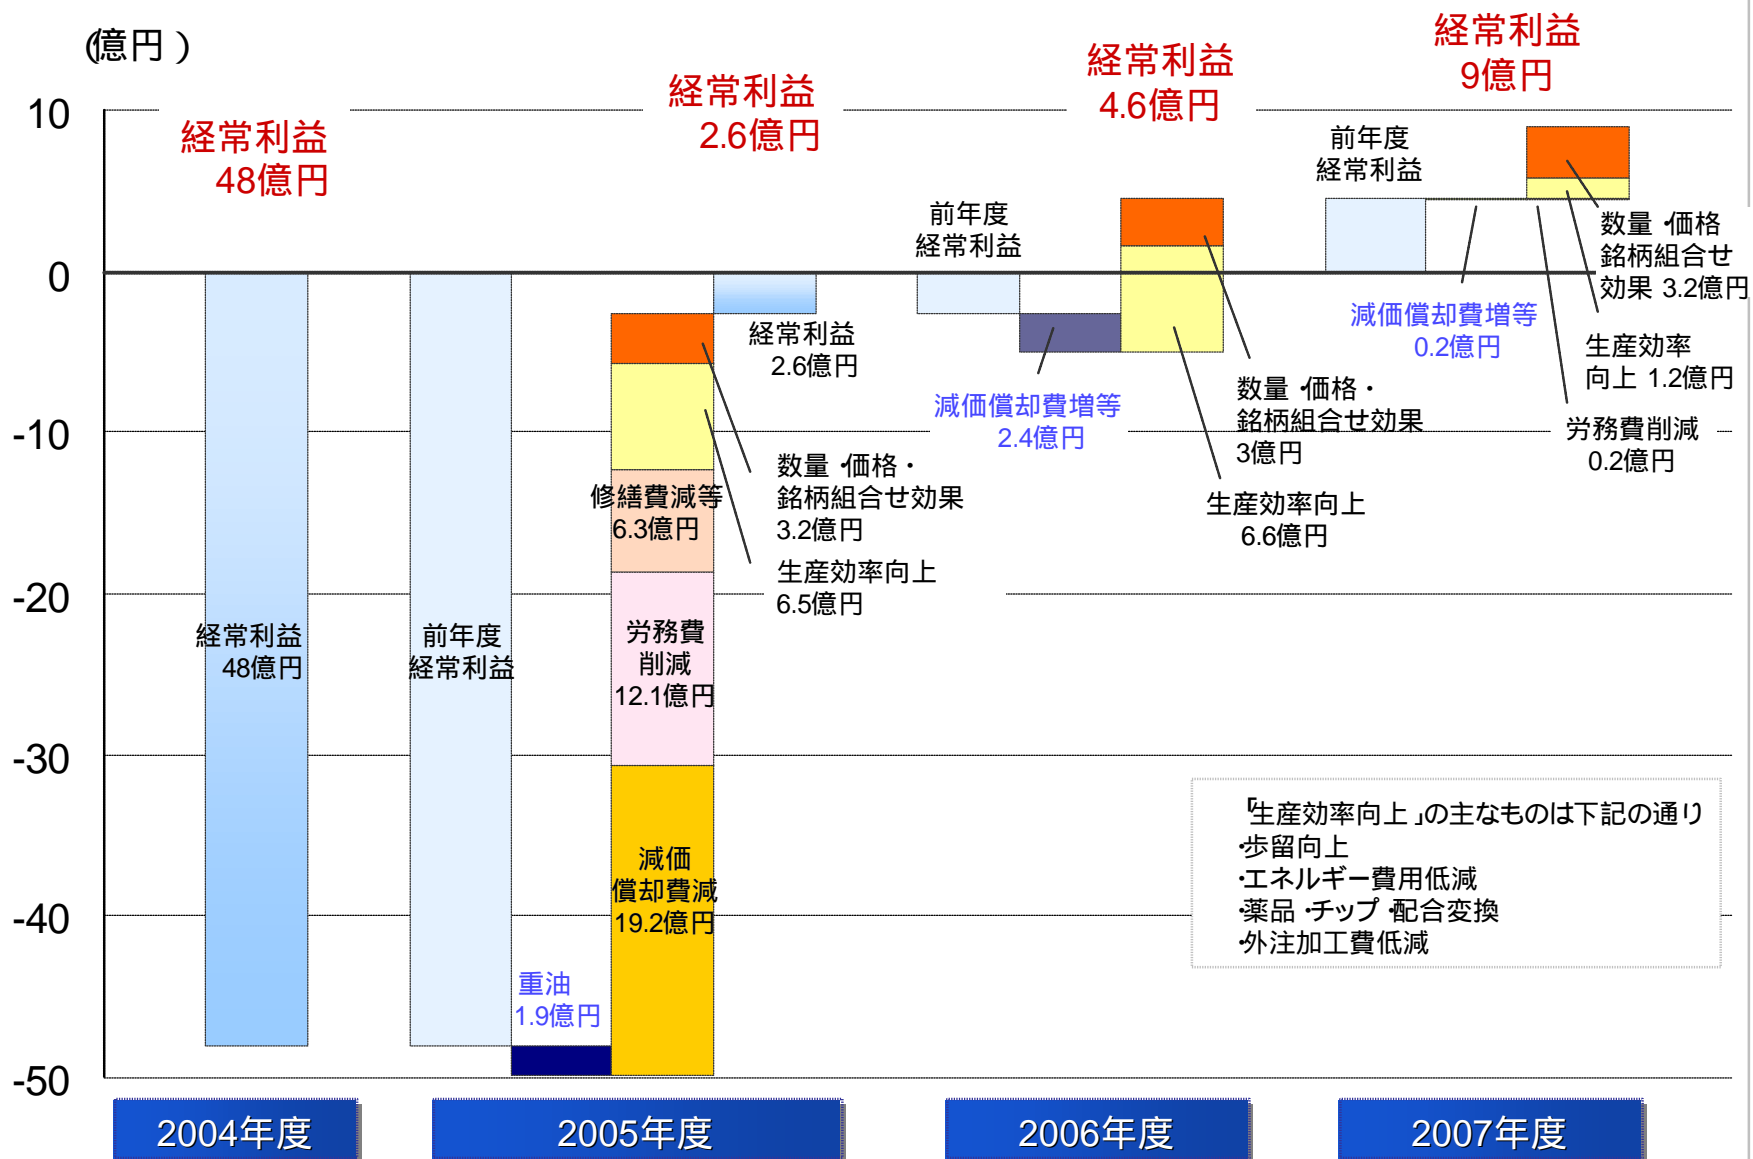 (億円)
経常利益
48億円
経常利益
2.6億円
経常利益
4.6億円
経常利益
9億円
10
0
-10
-20
-30
-40
-50
経常利益
48億円
前年度
経常利益
重油
1.9億円
修繕費減等
6.3億円
労務費
削減
12.1億円
減価
償却費減
19.2億円
経常利益
2.6億円
数量・価格・
銘柄組合せ効果
3.2億円
生産効率向上
6.5億円
前年度
経常利益
減価償却費増等
2.4億円
数量・価格・
銘柄組合せ効果
3億円
生産効率向上
6.6億円
前年度
経常利益
減価償却費増等
0.2億円
数量・価格
銘柄組合せ
効果 3.2億円
生産効率
向上 1.2億円
労務費削減
0.2億円
「生産効率向上」の主なものは下記の通り
・歩留向上
・エネルギー費用低減
・薬品・チップ・配合変換
・外注加工費低減
2004年度
2005年度
2006年度
2007年度